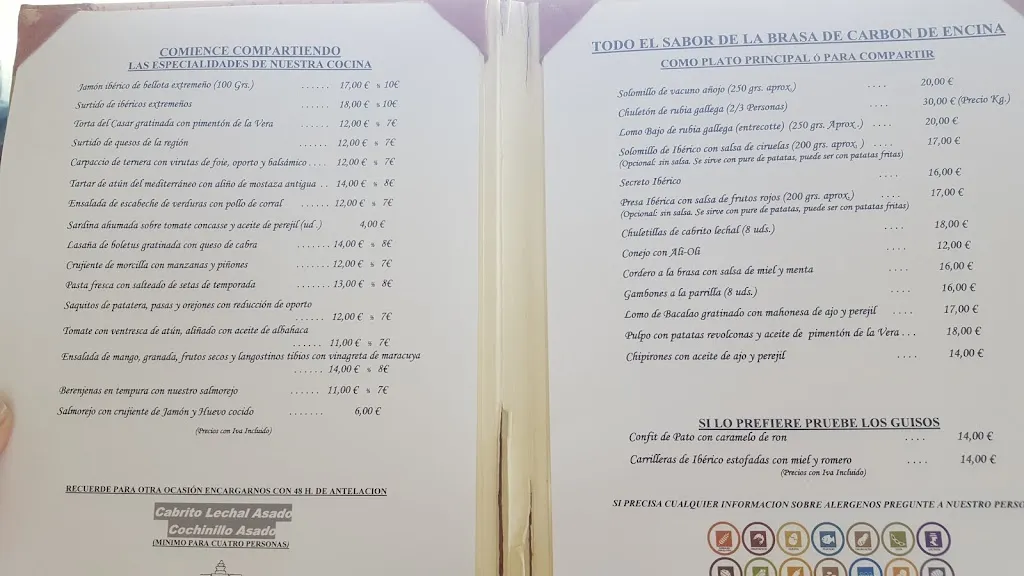 COMIENCE COMPARTIENDO
LAS ESPECIALIDADES DE NUESTRA COCINA
Jamón ibérico de bellota extremeño (100 Grs.) ...... 17,00 € ½ 10€
Surtido de ibéricos extremeños ...... 18,00 € ½ 10€
Torta del Casar gratinada con pimentón de la Vera ...... 12,00 € ½ 7€
Surtido de quesos de la región ...... 12,00 € ½ 7€
Carpaccio de ternera con virutas de foie, oporto y balsámico .... 12,00 € ½ 7€
Tartar de atún del mediterráneo con aliño de mostaza antigua .. 14,00 € ½ 8€
Ensalada de escabeche de verduras con pollo de corral ...... 12,00 € ½ 7€
Sardina ahumada sobre tomate concasse y aceite de perejil (ud.) 4,00 €
Lasaña de boletus gratinada con queso de cabra ....... 14,00 € ½ 8€
Crujiente de morcilla con manzanas y piñones ....... 12,00 € ½ 7€
Pasta fresca con salteado de setas de temporada ....... 13,00 € ½ 8€
Saquitos de patatera, pasas y orejones con reducción de oporto
...... 12,00 € ½ 7€
Tomate con ventresca de atún, aliñado con aceite de albahaca
...... 11,00 € ½ 7€
Ensalada de mango, granada, frutos secos y langostinos tibios con vinagreta de maracuya
...... 14,00 € ½ 8€
Berenjenas en tempura con nuestro salmorejo ...... 11,00 € ½ 7€
Salmorejo con crujiente de Jamón y Huevo cocido ....... 6,00 €
(Precios con Iva Incluido)
RECUERDE PARA OTRA OCASIÓN ENCARGARNOS CON 48 H. DE ANTELACION
Cabrito Lechal Asado
Cochinillo Asado
(MINIMO PARA CUATRO PERSONAS)
TODO EL SABOR DE LA BRASA DE CARBON DE ENCINA
COMO PLATO PRINCIPAL ó PARA COMPARTIR
Solomillo de vacuno añojo (250 grs. aprox.) .... 20,00 €
Chuletón de rubia gallega (2/3 Personas) .... 30,00 € (Precio Kg.)
Lomo Bajo de rubia gallega (entrecotte) (250 grs. Aprox.) .... 20,00 €
Solomillo de Ibérico con salsa de ciruelas (200 grs. aprox.) .... 17,00 €
(Opcional: sin salsa. Se sirve con pure de patatas, puede ser con patatas fritas)
Secreto Ibérico .... 16,00 €
Presa Ibérica con salsa de frutos rojos (200 grs. aprox.) .... 17,00 €
(Opcional: sin salsa. Se sirve con pure de patatas, puede ser con patatas fritas)
Chuletillas de cabrito lechal (8 uds.) .... 18,00 €
Conejo con Ali-Oli .... 12,00 €
Cordero a la brasa con salsa de miel y menta .... 16,00 €
Gambones a la parrilla (8 uds.) .... 16,00 €
Lomo de Bacalao gratinado con mahonesa de ajo y perejil .... 17,00 €
Pulpo con patatas revolconas y aceite de pimentón de la Vera ... 18,00 €
Chipirones con aceite de ajo y perejil .... 14,00 €
SI LO PREFIERE PRUEBE LOS GUISOS
Confit de Pato con caramelo de ron .... 14,00 €
Carrilleras de Ibérico estofadas con miel y romero .... 14,00 €
(Precios con Iva Incluido)
SI PRECISA CUALQUIER INFORMACION SOBRE ALERGENOS PREGUNTE A NUESTRO PERSO